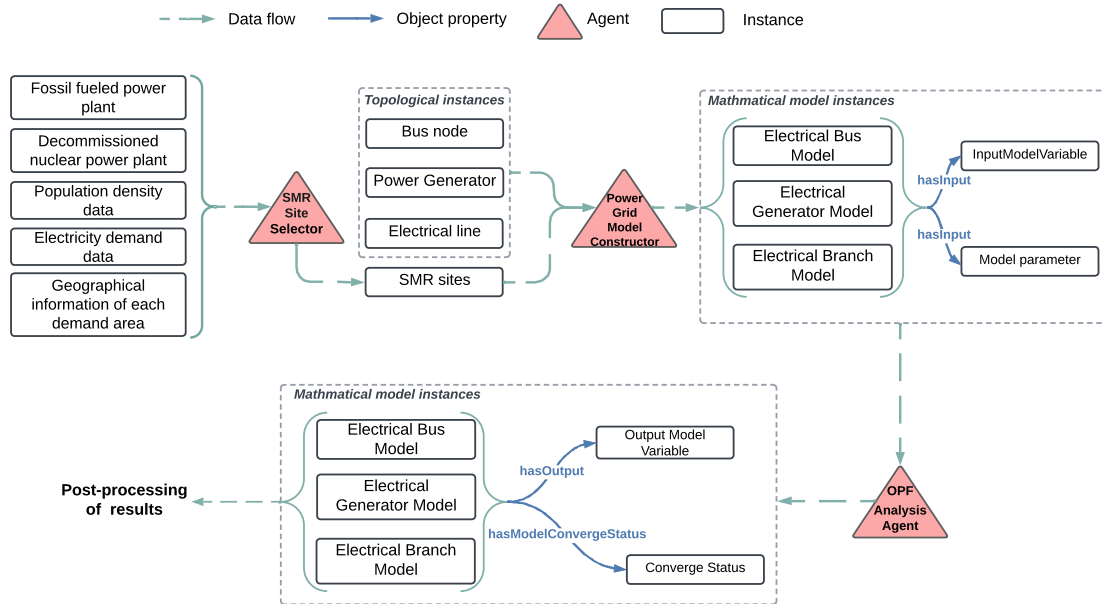 Data flow
Object property
Agent
Instance
Fossil fueled power
plant
Decommissioned
nuclear power plant
Population density
data
Electricity demand
data
Geographical
information of each
demand area
SMR
Site
Selector
Topological instances
Bus node
Power Generator
Electrical line
SMR sites
Power
Grid
Model
Constructor
Mathmatical model instances
Electrical Bus
Model
Electrical
Generator Model
Electrical Branch
Model
hasInput
hasInput
InputModelVariable
Model parameter
OPF
Analysis
Agent
Mathmatical model instances
Electrical Bus
Model
Electrical
Generator Model
Electrical Branch
Model
hasOutput
hasModelConvergeStatus
Output Model
Variable
Converge Status
Post-processing
of results